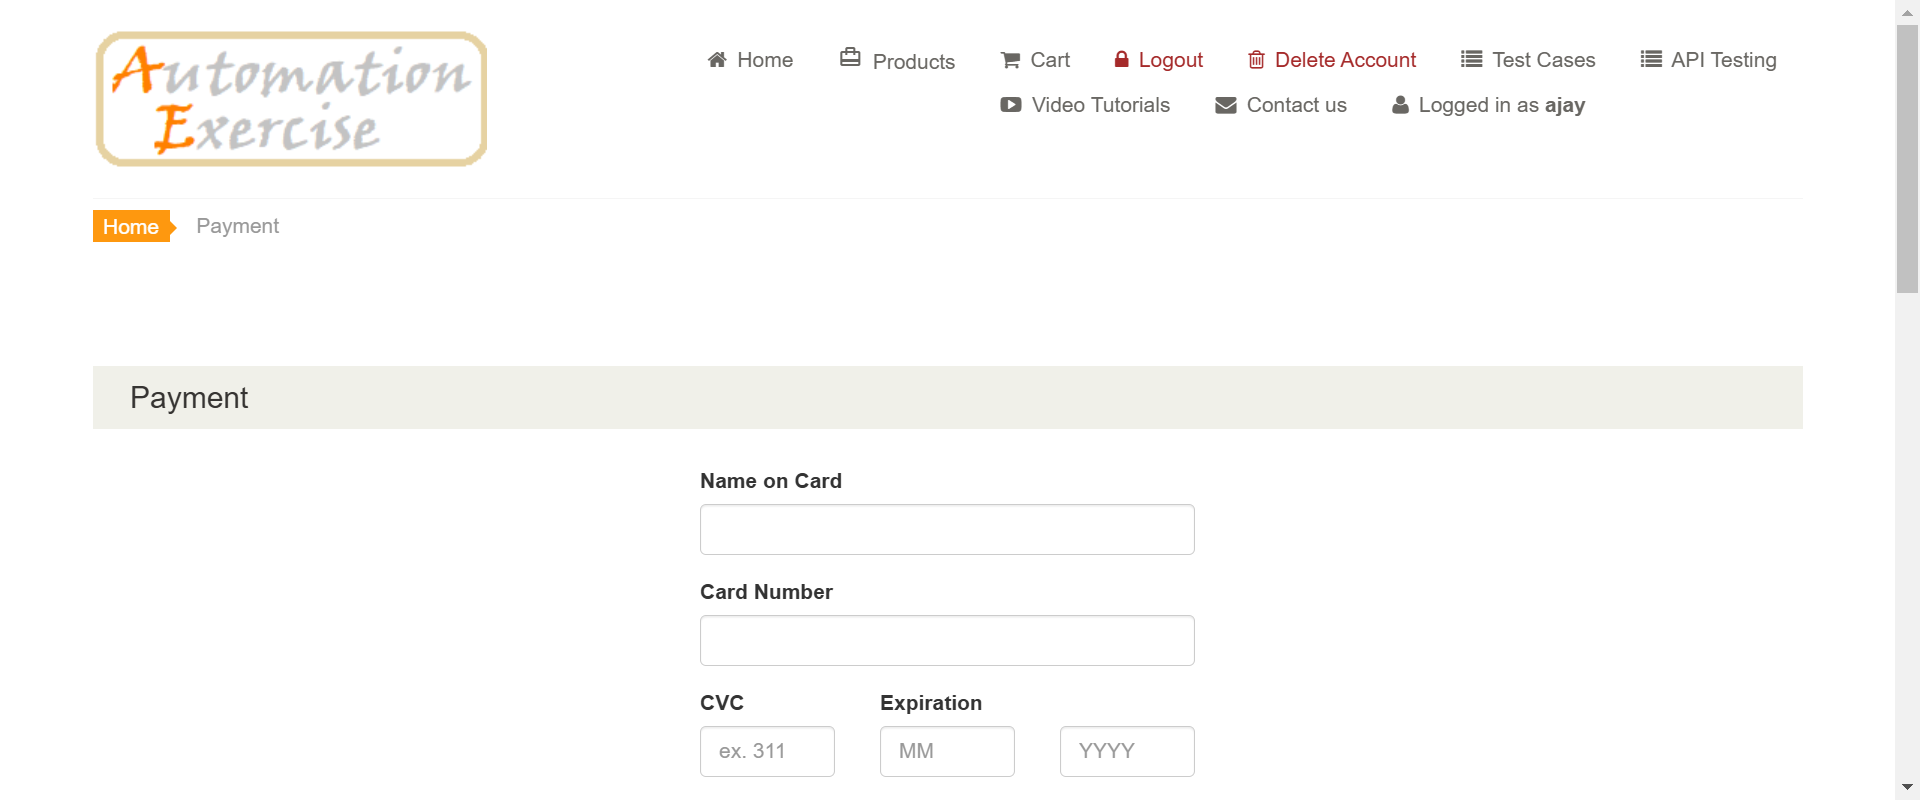 Automation
Exercise
Home Products Cart Logout Delete Account Test Cases API Testing
Video Tutorials Contact us Logged in as ajay
Home Payment
Payment
Name on Card
Card Number
CVC Expiration
ex. 311 MM YYYY